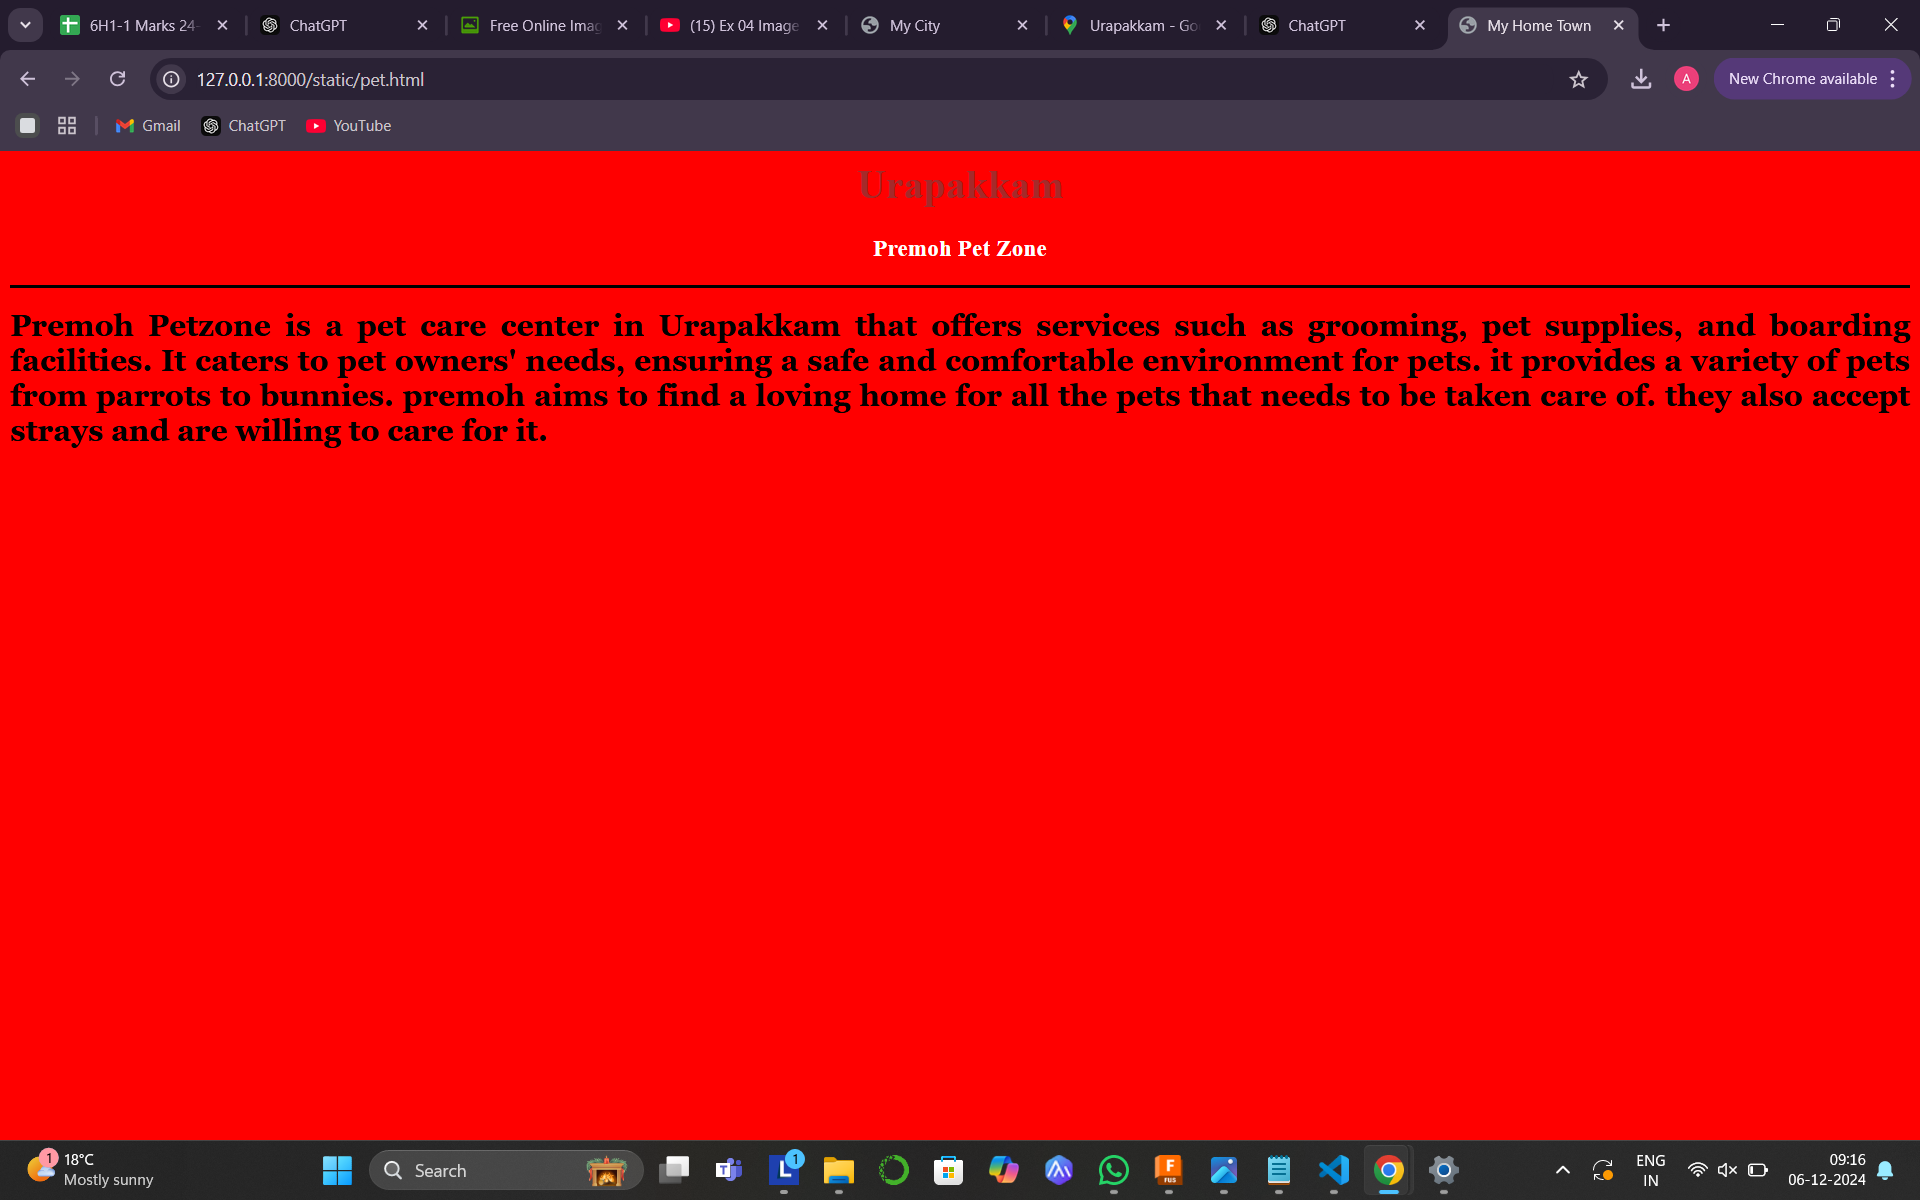 6H1-1 Marks 24-
ChatGPT
Free Online Imag
(15) Ex 04 Image
My City
Urapakkam - Go
ChatGPT
My Home Town
127.0.0.1:8000/static/pet.html
A
New Chrome available
Gmail
ChatGPT
YouTube
Urapakkam
Premoh Pet Zone
Premoh Petzone is a pet care center in Urapakkam that offers services such as grooming, pet supplies, and boarding
facilities. It caters to pet owners' needs, ensuring a safe and comfortable environment for pets. it provides a variety of pets
from parrots to bunnies. premoh aims to find a loving home for all the pets that needs to be taken care of. they also accept
strays and are willing to care for it.
1
18°C
Mostly sunny
Search
L
1
F
FUS
ENG
IN
09:16
06-12-2024